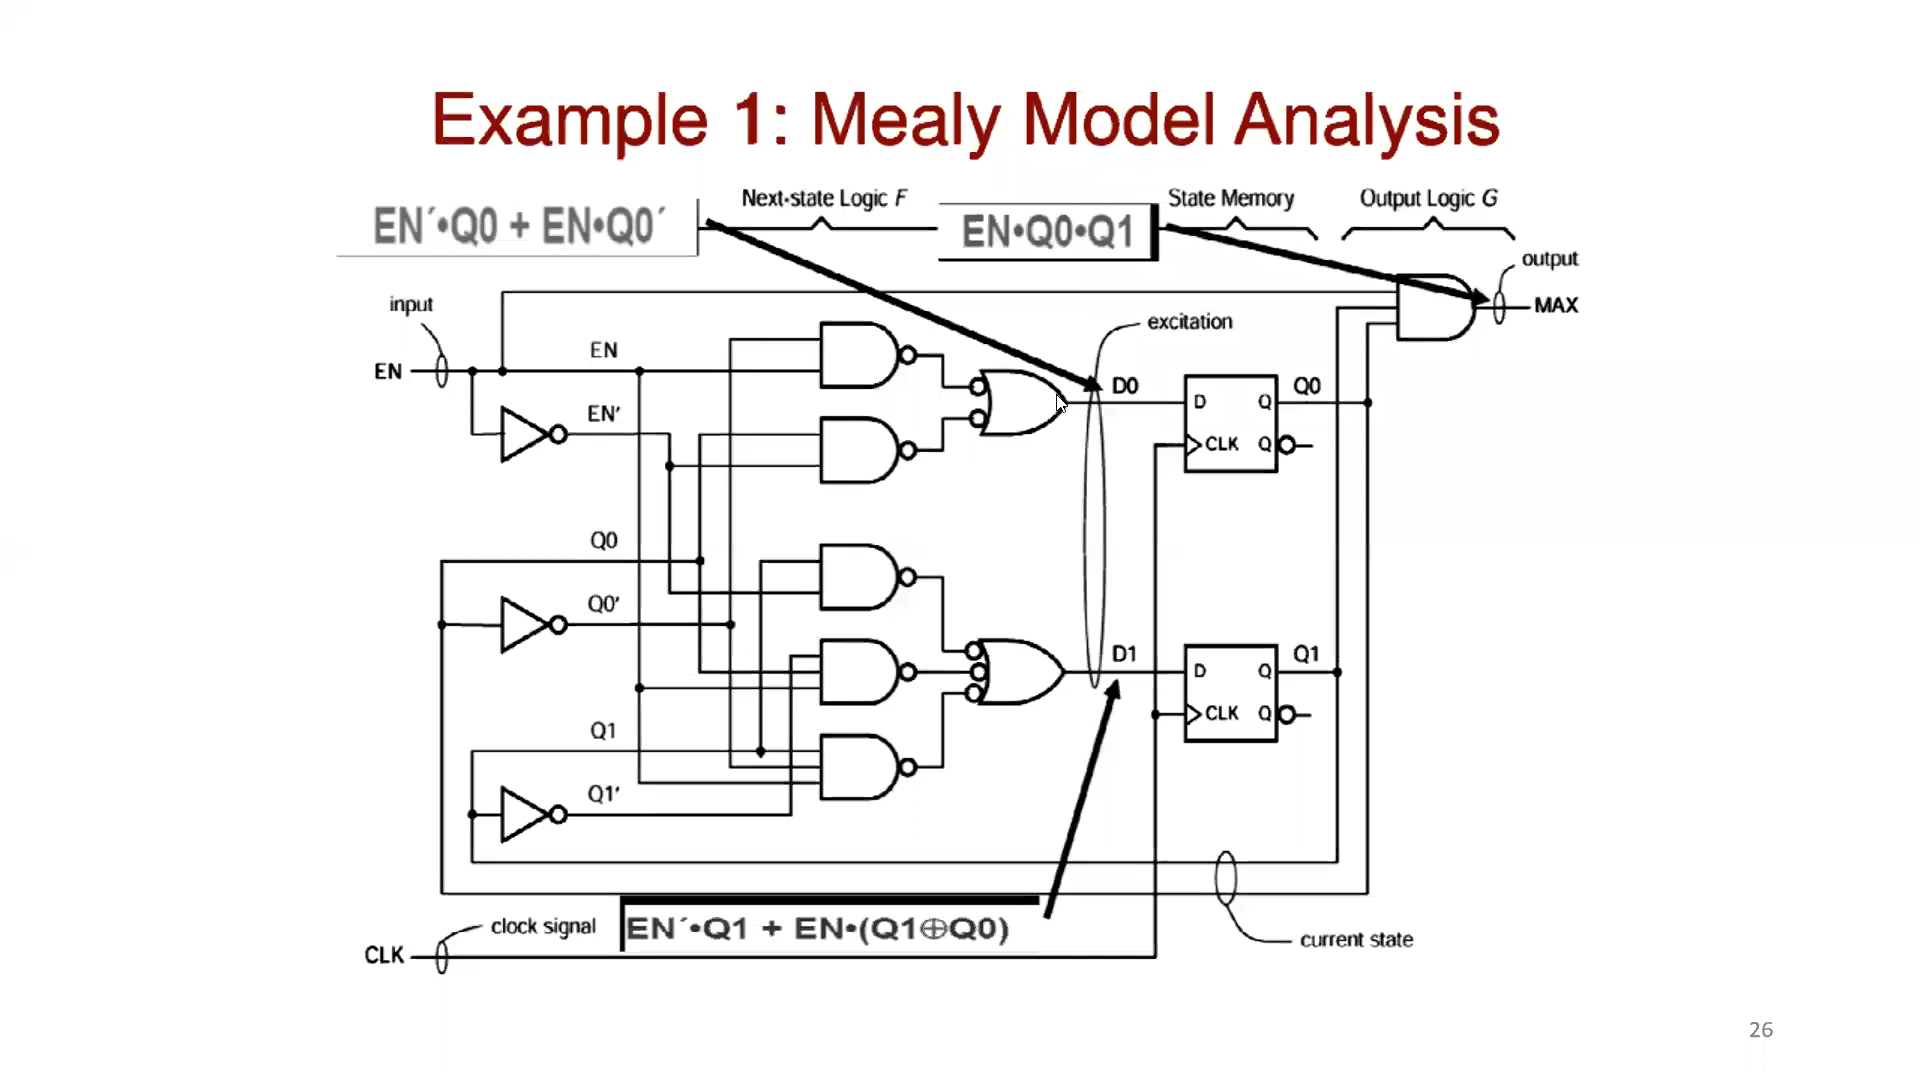 Example 1: Mealy Model Analysis
EN´•Q0 + EN•Q0´
Next-state Logic F
EN•Q0•Q1
State Memory
Output Logic G
output
MAX
input
EN
EN
EN'
excitation
D0
D
Q
Q0
CLK
Q
Q0
Q0'
D1
D
Q
Q1
CLK
Q
Q1
Q1'
clock signal
EN´•Q1 + EN•(Q1⊕Q0)
current state
CLK
26